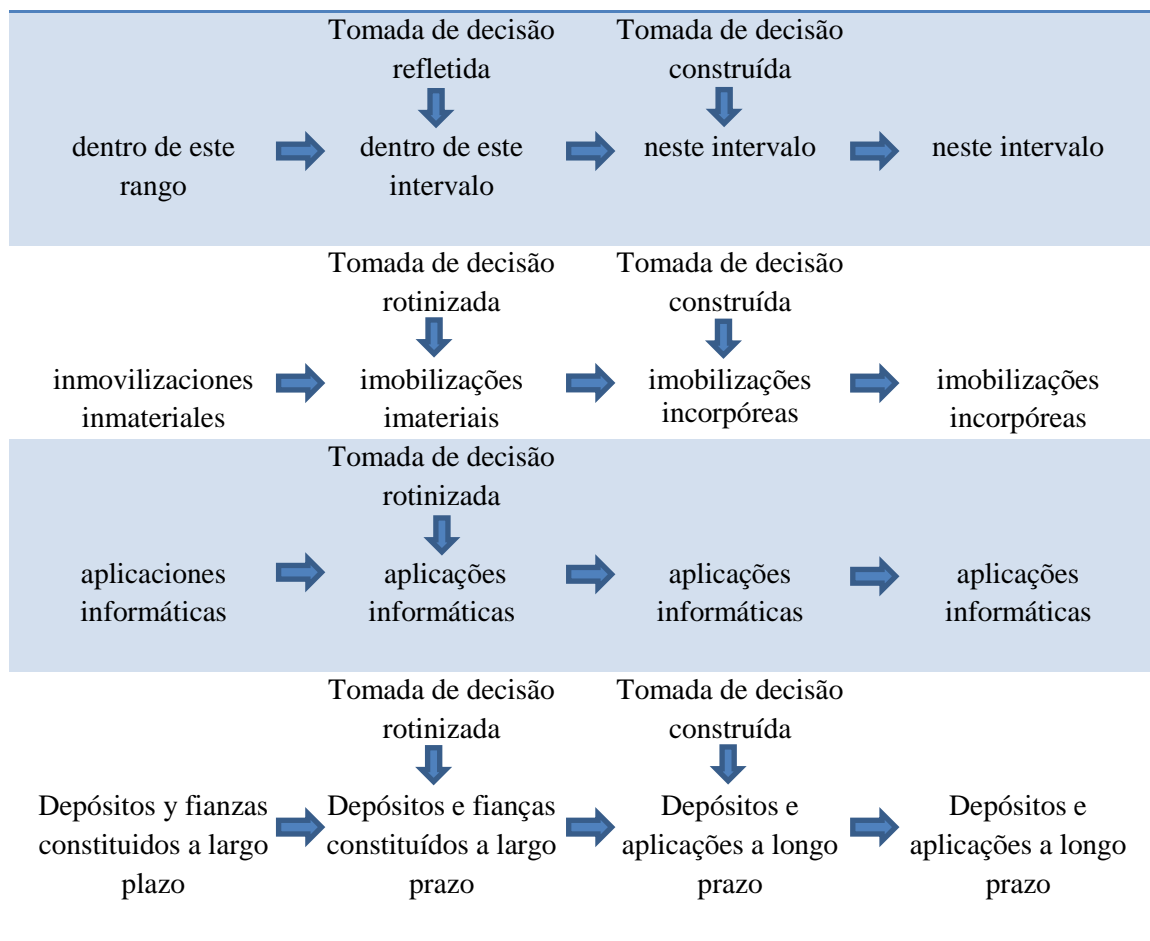 Tomada de decisão
refletida
Tomada de decisão
construída
dentro de este
rango
dentro de este
intervalo
neste intervalo
neste intervalo
Tomada de decisão
rotinizada
Tomada de decisão
construída
inmovilizaciones
inmateriales
imobilizações
imateriais
imobilizações
incorpóreas
imobilizações
incorpóreas
Tomada de decisão
rotinizada
aplicaciones
informáticas
aplicações
informáticas
aplicações
informáticas
aplicações
informáticas
Tomada de decisão
rotinizada
Tomada de decisão
construída
Depósitos y fianzas
constituidos a largo
plazo
Depósitos e fianças
constituídos a largo
prazo
Depósitos e
aplicações a longo
prazo
Depósitos e
aplicações a longo
prazo